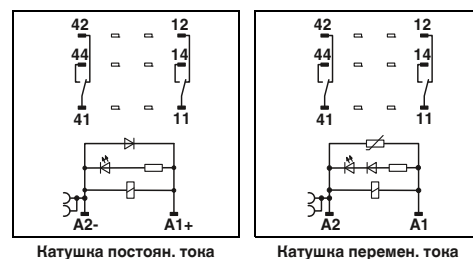 42 12 42 12
44 14 44 14
41 11 41 11
A2- A1+ A2 A1
Катушка постоян. тока Катушка перемен. тока